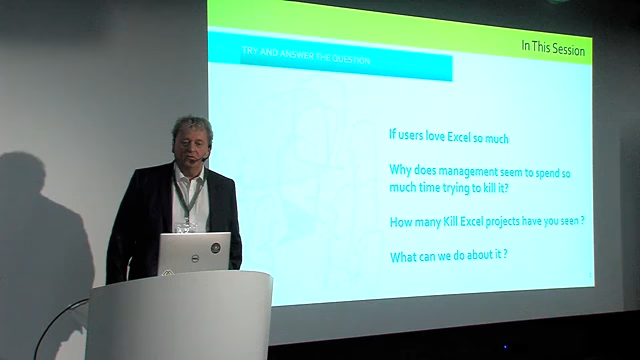 In This Session
TRY AND ANSWER THE QUESTION
If users love Excel so much
Why does management seem to spend so
much time trying to kill it?
How many Kill Excel projects have you seen ?
What can we do about it ?
DELL